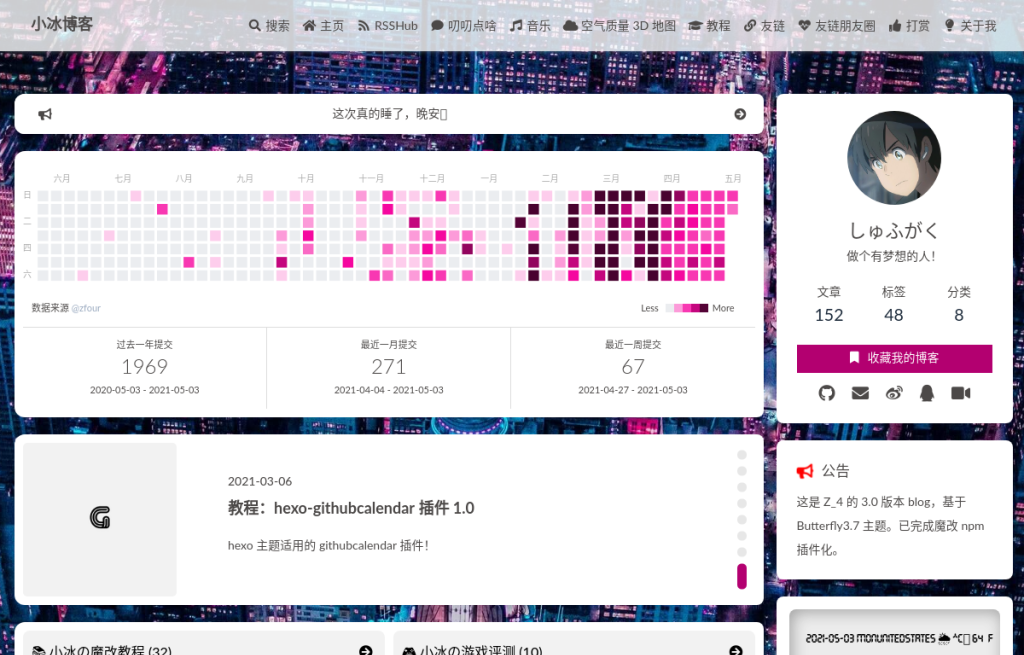 小冰博客
搜索 主页 RSSHub 叨叨点啥 音乐 空气质量 3D 地图 教程 友链 友链朋友圈 打赏 关于我
这次真的睡了，晚安
六月 七月 八月 九月 十月 十一月 十二月 一月 二月 三月 四月 五月
日
二
四
六
数据来源 @zfour
Less More
过去一年提交 最近一月提交 最近一周提交
1969 271 67
2020-05-03 - 2021-05-03 2021-04-04 - 2021-05-03 2021-04-27 - 2021-05-03
2021-03-06
教程：hexo-githubcalendar 插件 1.0
hexo 主题适用的 githubcalendar 插件！
小冰の魔改教程 (32) 小冰の游戏评测 (10)
しゅふがく
做个有梦想的人！
文章 标签 分类
152 48 8
收藏我的博客
公告
这是 Z_4 的 3.0 版本 blog，基于
Butterfly3.7 主题。已完成魔改 npm
插件化。
2021-05-03 MONUNITEDSTATES °C 64 F